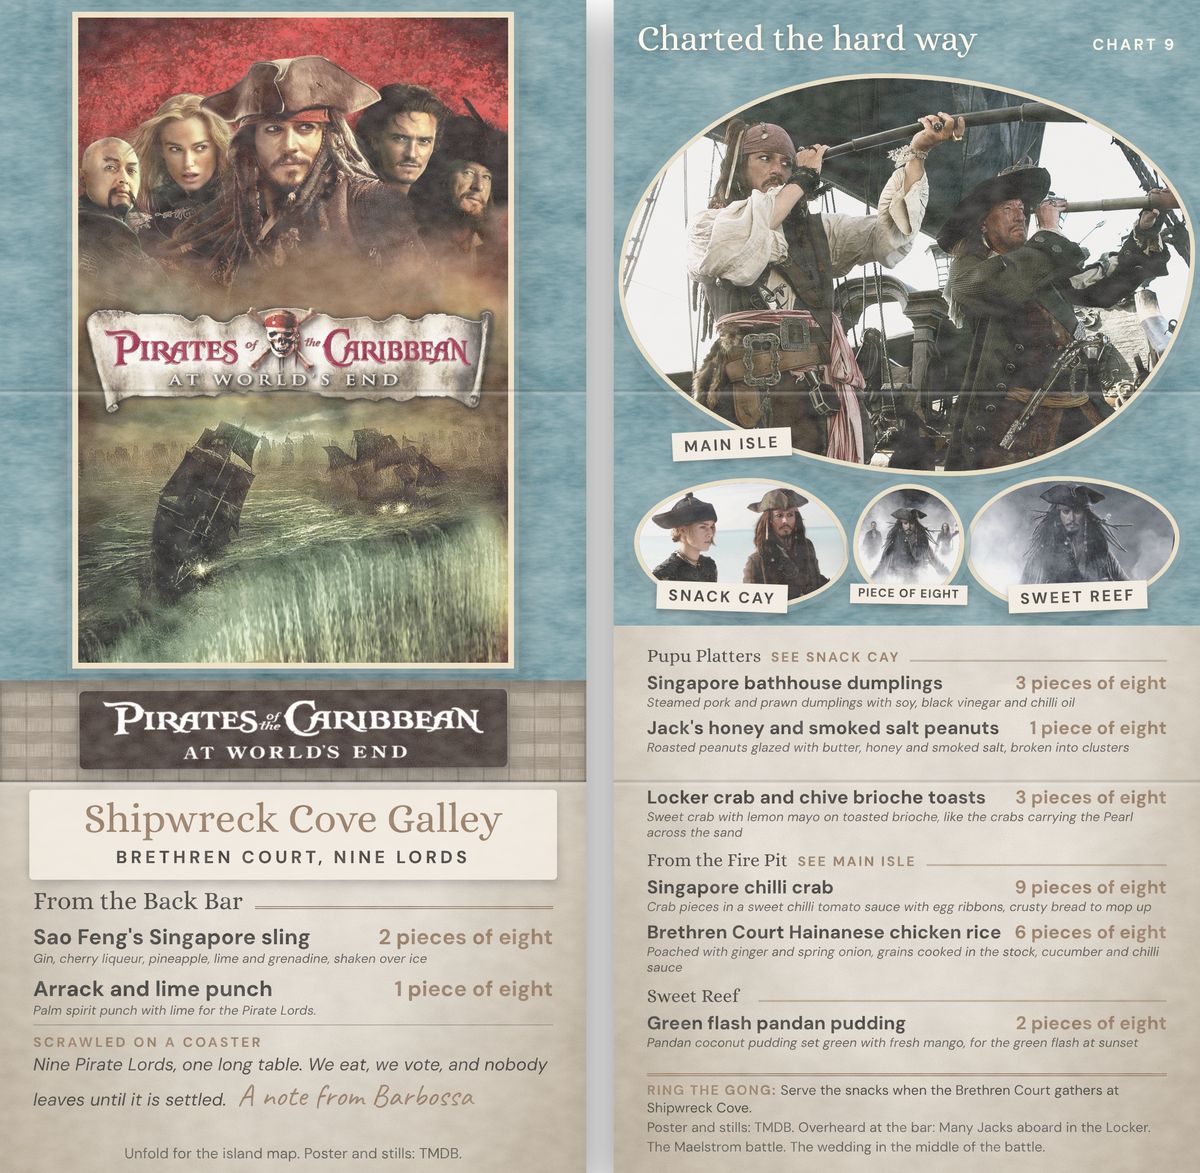 PIRATES of the CARIBBEAN
AT WORLD'S END
PIRATES of the CARIBBEAN
AT WORLD'S END
Shipwreck Cove Galley
BRETHREN COURT, NINE LORDS
From the Back Bar
Sao Feng's Singapore sling 2 pieces of eight
Gin, cherry liqueur, pineapple, lime and grenadine, shaken over ice
Arrack and lime punch 1 piece of eight
Palm spirit punch with lime for the Pirate Lords.
SCRAWLED ON A COASTER
Nine Pirate Lords, one long table. We eat, we vote, and nobody
leaves until it is settled. A note from Barbossa
Unfold for the island map. Poster and stills: TMDB.
Charted the hard way CHART 9
MAIN ISLE
SNACK CAY
PIECE OF EIGHT
SWEET REEF
Pupu Platters SEE SNACK CAY
Singapore bathhouse dumplings 3 pieces of eight
Steamed pork and prawn dumplings with soy, black vinegar and chilli oil
Jack's honey and smoked salt peanuts 1 piece of eight
Roasted peanuts glazed with butter, honey and smoked salt, broken into clusters
Locker crab and chive brioche toasts 3 pieces of eight
Sweet crab with lemon mayo on toasted brioche, like the crabs carrying the Pearl
across the sand
From the Fire Pit SEE MAIN ISLE
Singapore chilli crab 9 pieces of eight
Crab pieces in a sweet chilli tomato sauce with egg ribbons, crusty bread to mop up
Brethren Court Hainanese chicken rice 6 pieces of eight
Poached with ginger and spring onion, grains cooked in the stock, cucumber and chilli
sauce
Sweet Reef
Green flash pandan pudding 2 pieces of eight
Pandan coconut pudding set green with fresh mango, for the green flash at sunset
RING THE GONG: Serve the snacks when the Brethren Court gathers at
Shipwreck Cove.
Poster and stills: TMDB. Overheard at the bar: Many Jacks aboard in the Locker.
The Maelstrom battle. The wedding in the middle of the battle.